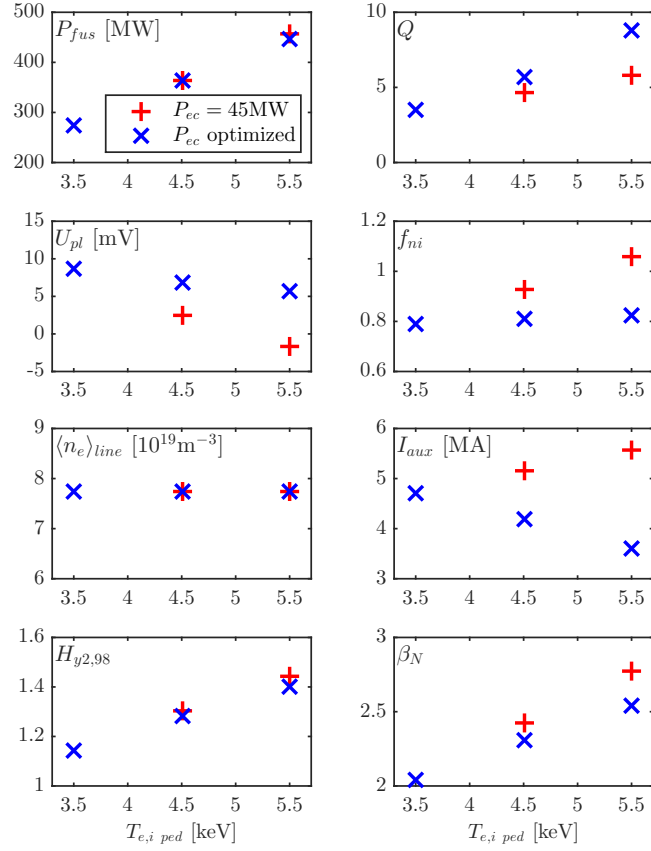 P_fus [MW]
500
400
300
200
3.5 4 4.5 5 5.5
P_ec = 45MW
P_ec optimized
Q
10
5
0
3.5 4 4.5 5 5.5
U_pl [mV]
15
10
5
0
-5
3.5 4 4.5 5 5.5
f_ni
1.2
1
0.8
0.6
3.5 4 4.5 5 5.5
⟨n_e⟩_line [10^19 m^−3]
9
8
7
6
3.5 4 4.5 5 5.5
I_aux [MA]
6
5
4
3
3.5 4 4.5 5 5.5
H_y2,98
1.6
1.4
1.2
1
3.5 4 4.5 5 5.5
T_e,i ped [keV]
β_N
3
2.5
2
3.5 4 4.5 5 5.5
T_e,i ped [keV]